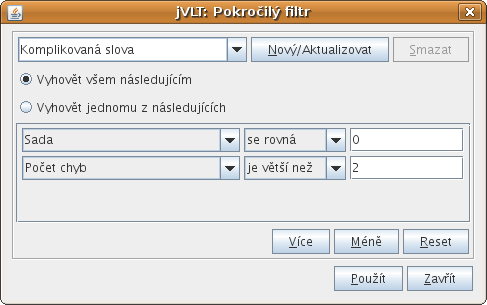 jVLT: Pokročilý filtr
Komplikovaná slova Nový/Aktualizovat Smazat
Vyhovět všem následujícím
Vyhovět jednomu z následujících
Sada se rovná 0
Počet chyb je větší než 2
Více Méně Reset
Použít Zavřít